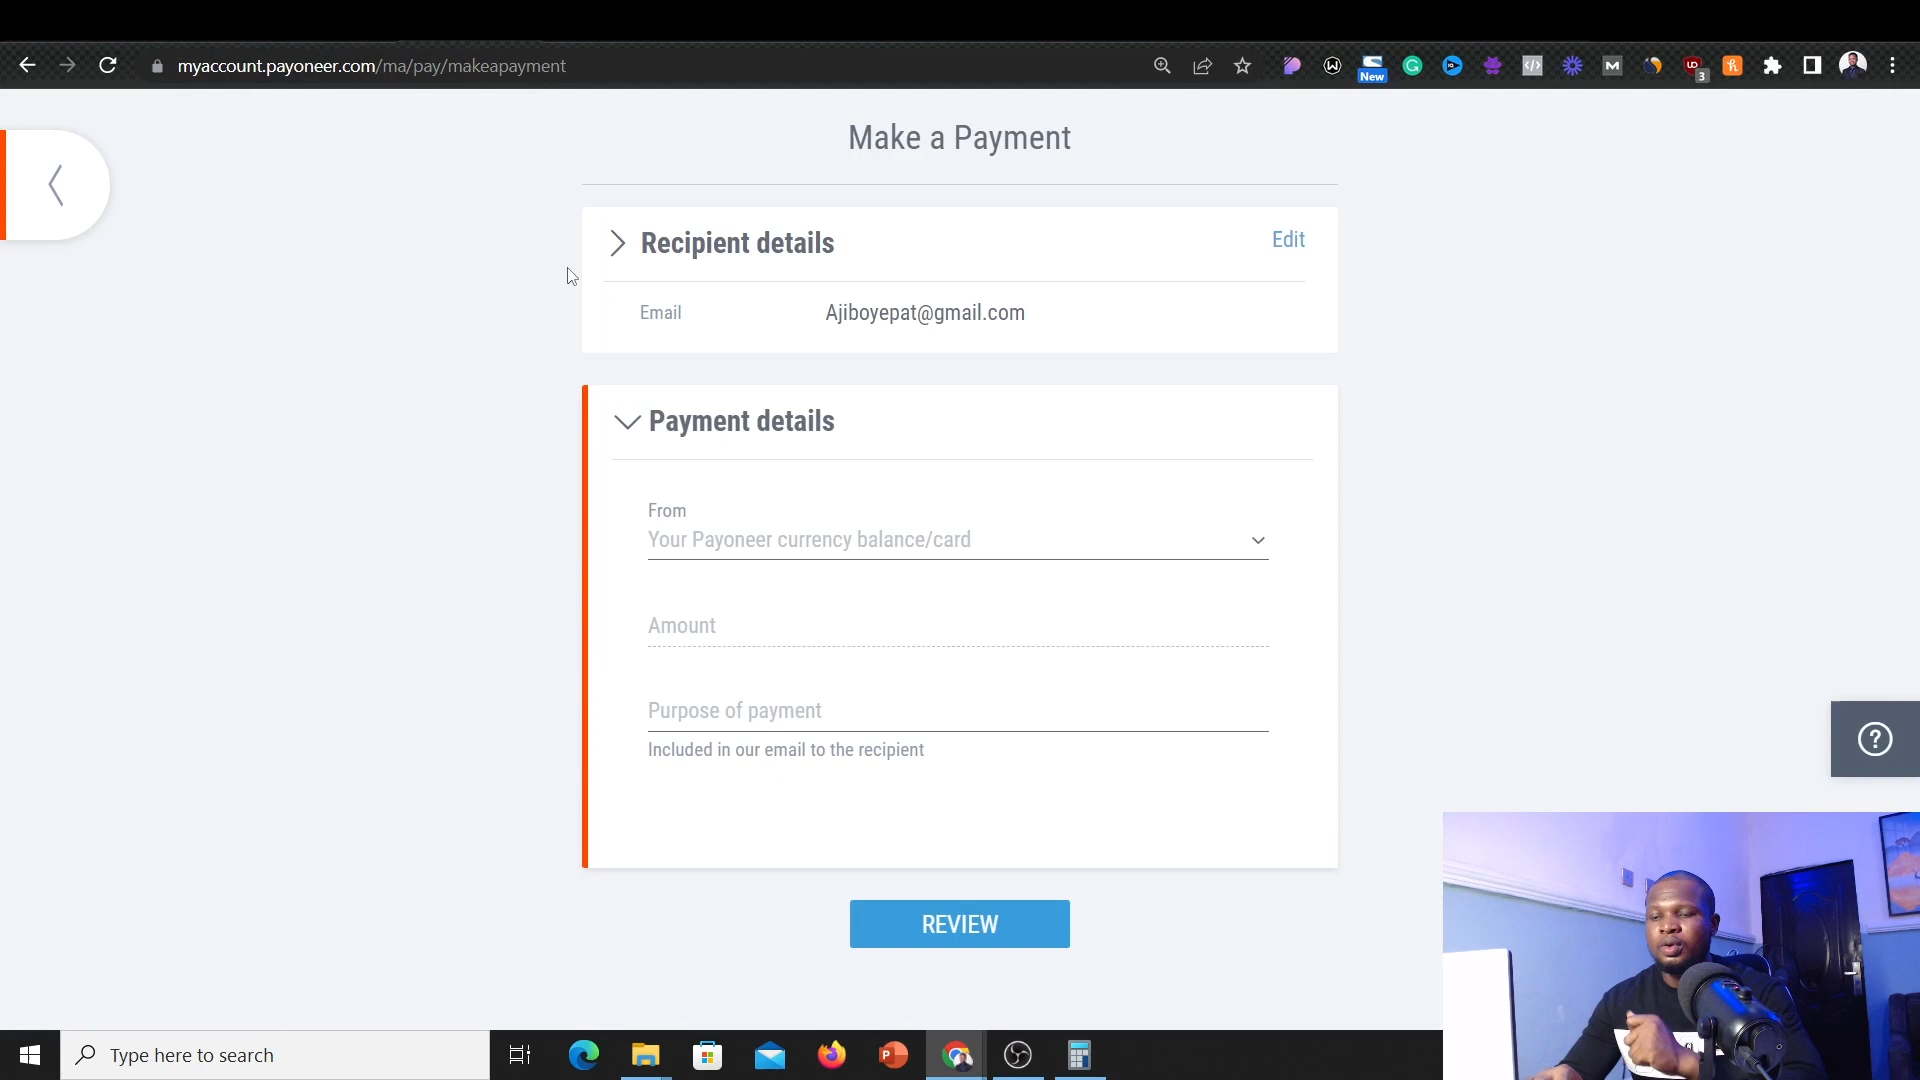 myaccount.payoneer.com/ma/pay/makeapayment
New
3
Make a Payment
Recipient details
Edit
Email
Ajiboyepat@gmail.com
Payment details
From
Your Payoneer currency balance/card
Amount
Purpose of payment
Included in our email to the recipient
?
REVIEW
Type here to search